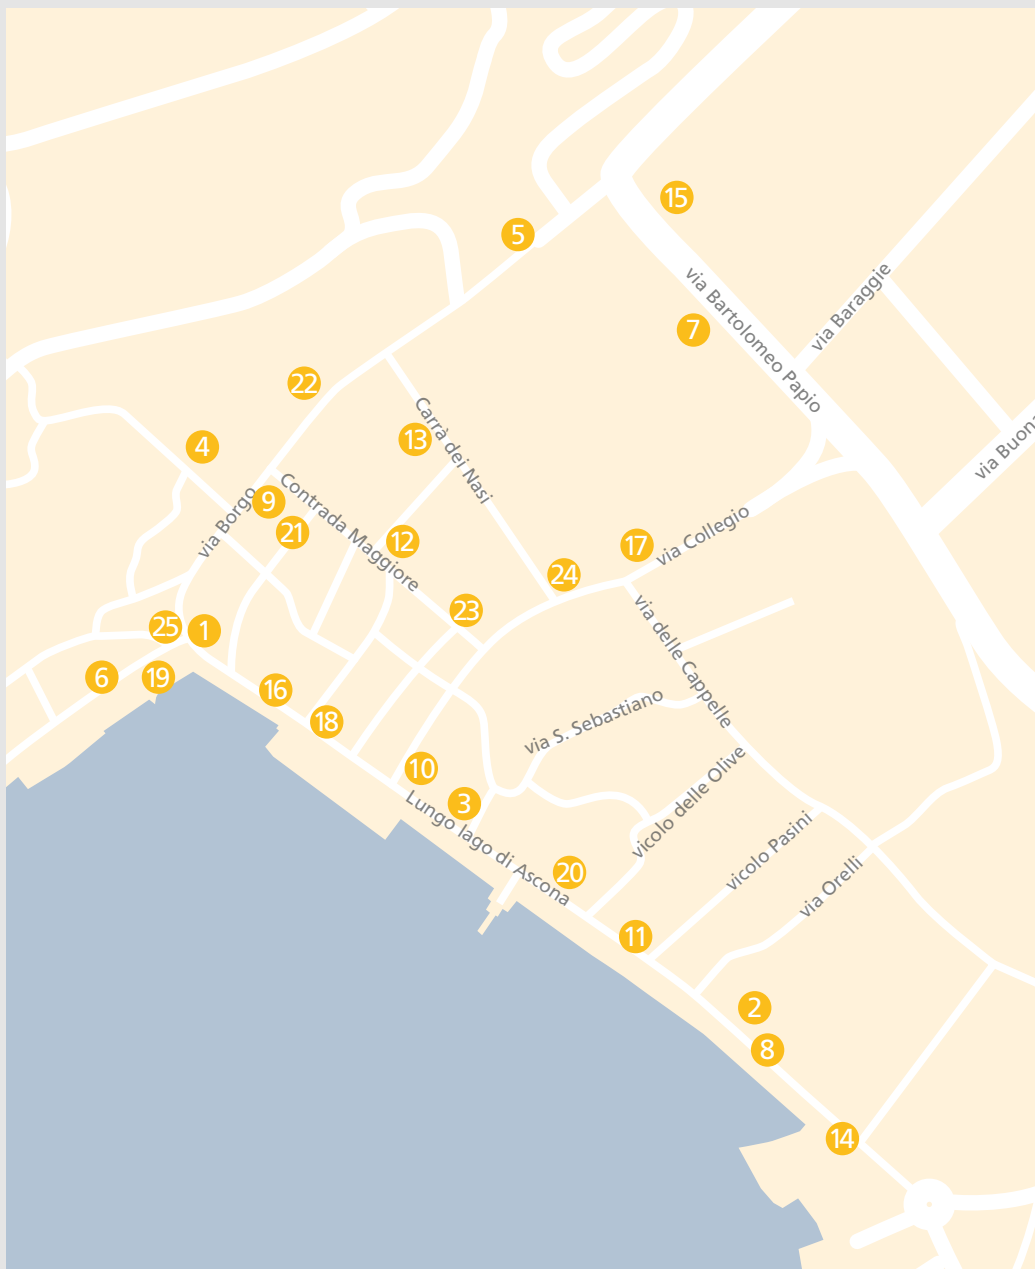 15
5
via Baraggie
via Bartolomeo Papio
7
22
Carrà dei Nasi
13
4
via Buona
Contrada Maggiore
9
via Borgo
21
12
17
via Collegio
24
23
25
1
via delle Cappelle
6
19
16
18
via S. Sebastiano
10
3
vicolo delle Olive
Lungo lago di Ascona
vicolo Pasini
20
via Orelli
11
2
8
14